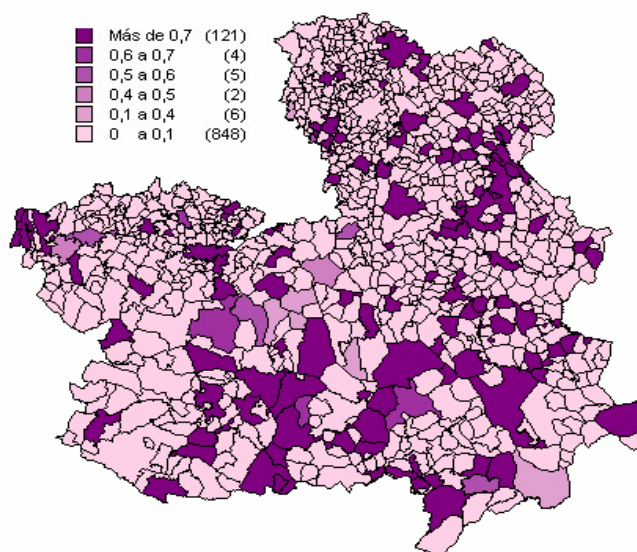 Más de 0,7 (121)
0,6 a 0,7 (4)
0,5 a 0,6 (5)
0,4 a 0,5 (2)
0,1 a 0,4 (6)
0 a 0,1 (848)